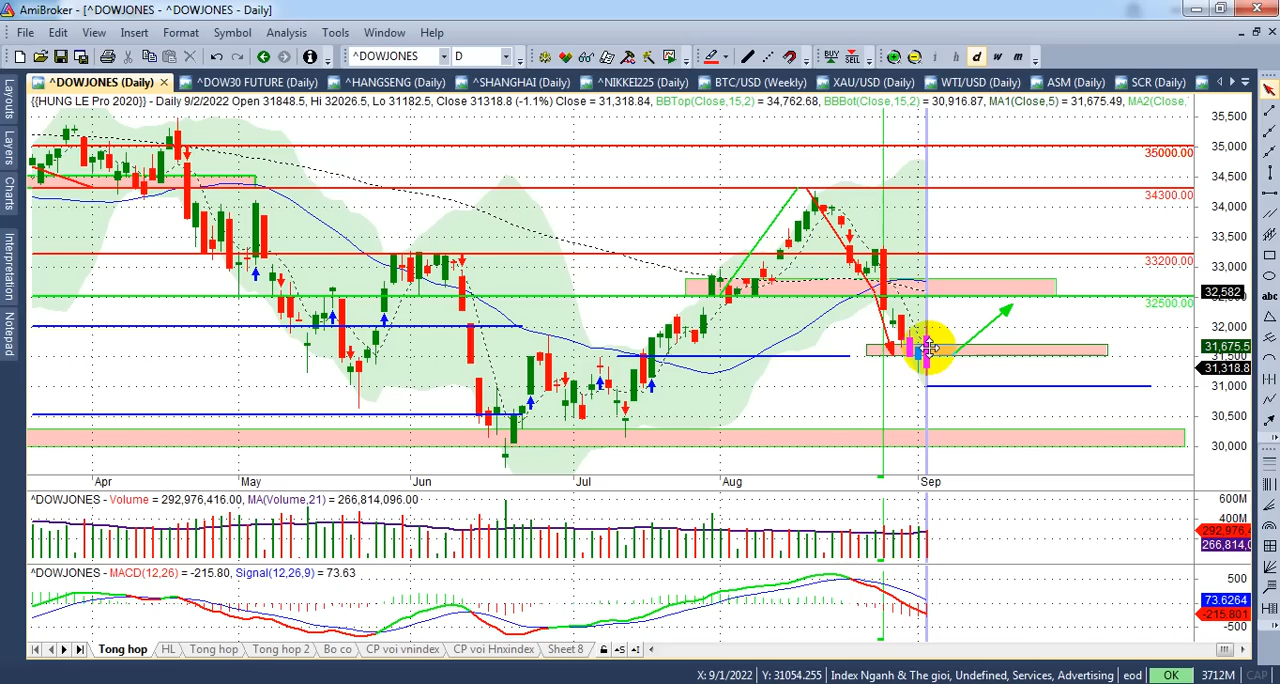 AmiBroker - [^DOWJONES - ^DOWJONES - Daily]
File Edit View Insert Format Symbol Analysis Tools Window Help
^DOWJONES D BUY SELL i h d w m
^DOWJONES (Daily) ^DOW30 FUTURE (Daily) ^HANGSENG (Daily) ^SHANGHAI (Daily) ^NIKKEI225 (Daily) BTC/USD (Weekly) XAU/USD (Daily) WTI/USD (Daily) ASM (Daily) SCR (Daily)
{{HUNG LE Pro 2020}} - Daily 9/2/2022 Open 31848.5, Hi 32026.5, Lo 31182.5, Close 31318.8 (-1.1%) Close = 31,318.84, BBTop(Close,15,2) = 34,762.68, BBBot(Close,15,2) = 30,916.87, MA1(Close,5) = 31,675.49, MA2(Close,
Layouts
Layers
Charts
Interpretation
Notepad
35,500
35,000
35000.00
34,500
34300.00
34,000
33,500
33200.00
33,000
32,582
32500.00
32,000
31,675.5
31,318.8
31,000
30,500
30,000
Apr May Jun Jul Aug Sep
^DOWJONES - Volume = 292,976,416.00, MA(Volume,21) = 266,814,096.00
600M
400M
292,976,
266,814,0
^DOWJONES - MACD(12,26) = -215.80, Signal(12,26,9) = 73.63
500
73.6264
-215.801
-500
Tong hop HL Tong hop Tong hop 2 Bo co CP voi vnindex CP voi Hnxindex Sheet 8
X: 9/1/2022 Y: 31054.255 Index Nganh & The gioi, Undefined, Services, Advertising eod OK 3712M CAP